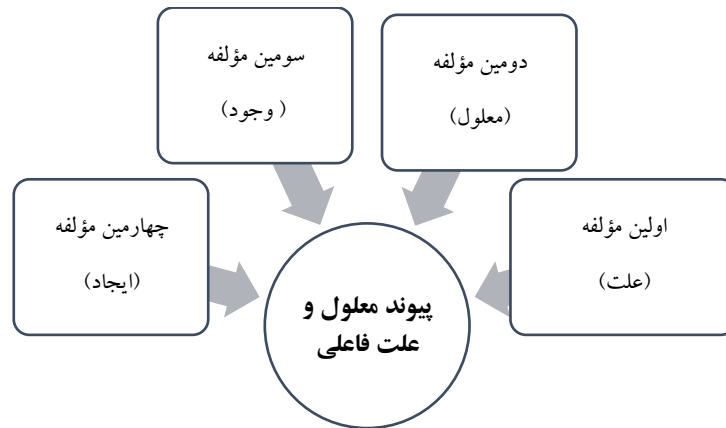 اولین مؤلفه
(علت)
دومین مؤلفه
(معلول)
سومین مؤلفه
( وجود)
چهارمین مؤلفه
(ایجاد)
پیوند معلول و
علت فاعلی